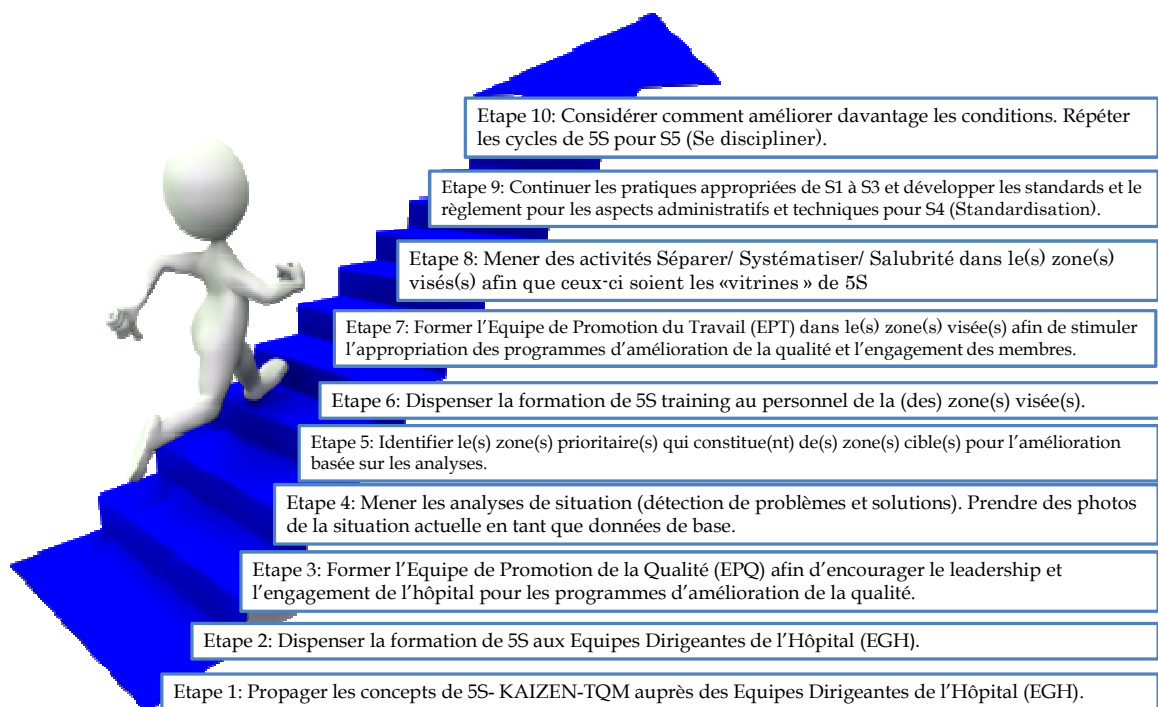 Etape 10: Considérer comment améliorer davantage les conditions. Répéter
les cycles de 5S pour S5 (Se discipliner).
Etape 9: Continuer les pratiques appropriées de S1 à S3 et développer les standards et le
règlement pour les aspects administratifs et techniques pour S4 (Standardisation).
Etape 8: Mener des activités Séparer/ Systématiser/ Salubrité dans le(s) zone(s)
visés(s) afin que ceux-ci soient les «vitrines » de 5S
Etape 7: Former l'Equipe de Promotion du Travail (EPT) dans le(s) zone(s) visée(s) afin de stimuler
l'appropriation des programmes d'amélioration de la qualité et l'engagement des membres.
Etape 6: Dispenser la formation de 5S training au personnel de la (des) zone(s) visée(s).
Etape 5: Identifier le(s) zone(s) prioritaire(s) qui constitue(nt) de(s) zone(s) cible(s) pour l'amélioration
basée sur les analyses.
Etape 4: Mener les analyses de situation (détection de problèmes et solutions). Prendre des photos
de la situation actuelle en tant que données de base.
Etape 3: Former l'Equipe de Promotion de la Qualité (EPQ) afin d'encourager le leadership et
l'engagement de l'hôpital pour les programmes d'amélioration de la qualité.
Etape 2: Dispenser la formation de 5S aux Equipes Dirigeantes de l'Hôpital (EGH).
Etape 1: Propager les concepts de 5S- KAIZEN-TQM auprès des Equipes Dirigeantes de l'Hôpital (EGH).